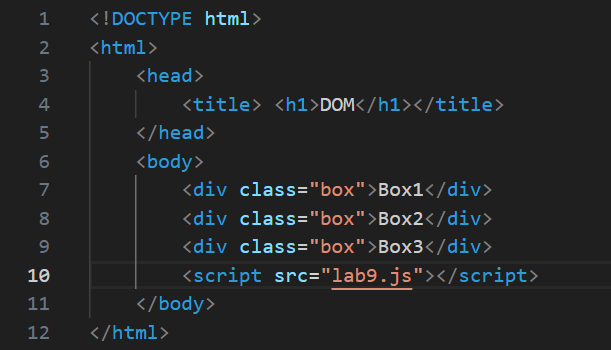 1 <!DOCTYPE html>
2 <html>
3 <head>
4 <title> <h1>DOM</h1></title>
5 </head>
6 <body>
7 <div class="box">Box1</div>
8 <div class="box">Box2</div>
9 <div class="box">Box3</div>
10 <script src="lab9.js"></script>
11 </body>
12 </html>